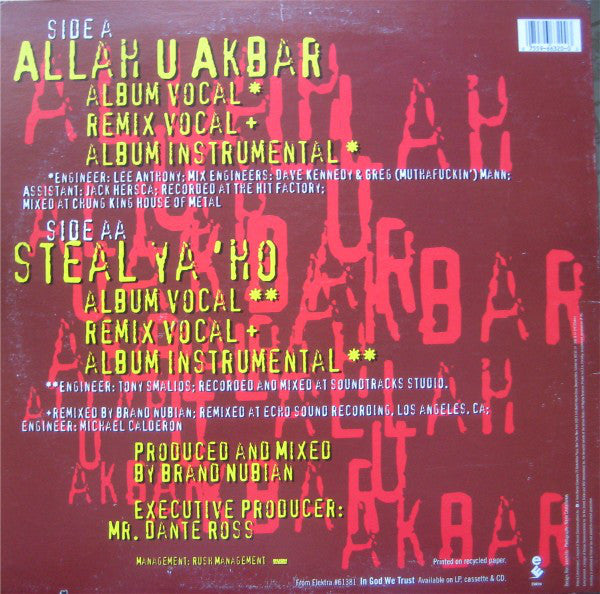 SIDE A
ALLAH U AKBAR
ALBUM VOCAL *
REMIX VOCAL +
ALBUM INSTRUMENTAL *
*ENGINEER: LEE ANTHONY; MIX ENGINEERS: DAVE KENNEDY & GREG (MUTHAFUCKIN') MANN;
ASSISTANT: JACK HERSCA; RECORDED AT THE HIT FACTORY;
MIXED AT CHUNG KING HOUSE OF METAL
SIDE AA
STEAL YA 'HO
ALBUM VOCAL **
REMIX VOCAL +
ALBUM INSTRUMENTAL **
**ENGINEER: TONY SMALIOS; RECORDED AND MIXED AT SOUNDTRACKS STUDIO.
+REMIXED BY BRAND NUBIAN; REMIXED AT ECHO SOUND RECORDING, LOS ANGELES, CA;
ENGINEER: MICHAEL CALDERON
PRODUCED AND MIXED
BY BRAND NUBIAN
EXECUTIVE PRODUCER:
MR. DANTE ROSS
MANAGEMENT: RUSH MANAGEMENT
From Elektra #61381 In God We Trust Available on LP, cassette & CD.
Printed on recycled paper.
ALLAH
U
AKBAR
ALLAH
U
AKBAR